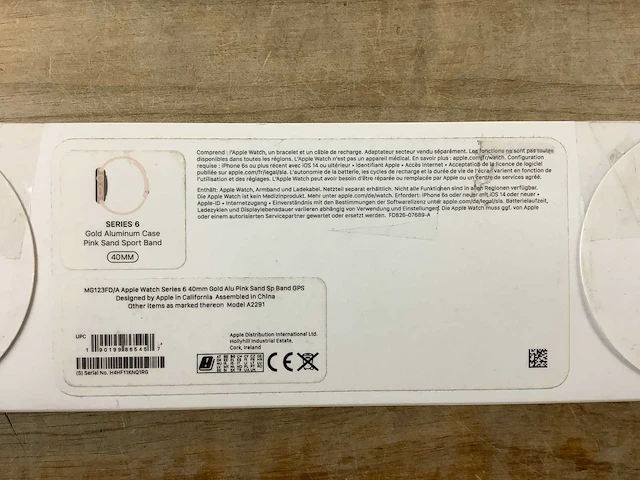 SERIES 6
Gold Aluminum Case
Pink Sand Sport Band
40MM
Comprend : l'Apple Watch, un bracelet et un câble de recharge. Adaptateur secteur vendu séparément. Les fonctions ne sont pas toutes
disponibles dans toutes les régions. L'Apple Watch n'est pas un appareil médical. En savoir plus : apple.com/fr/watch. Configuration
requise : iPhone 6s ou plus récent avec iOS 14 ou ultérieur • Identifiant Apple • Accès Internet • Acceptation de la licence de logiciel
publiée sur apple.com/fr/legal/sla. L'autonomie de la batterie, les cycles de recharge et la durée de vie de l'écran varient en fonction de
l'utilisation et des réglages. L'Apple Watch peut avoir besoin d'être réparée ou remplacée par Apple ou un centre de services agréé.
Enthält: Apple Watch, Armband und Ladekabel. Netzteil separat erhältlich. Nicht alle Funktionen sind in allen Regionen verfügbar.
Die Watch ist kein Medizinprodukt. Mehr unter apple.com/de/watch. Erfordert: iPhone 6s oder neuer mit iOS 14 oder neuer •
Apple-ID • Internetzugang • Einverständnis mit den Bestimmungen der Softwarelizenz unter apple.com/de/legal/sla. Batterielaufzeit,
Ladezyklen und Displaylebensdauer variieren abhängig von Verwendung und Einstellungen. Die Watch muss ggf. von Apple
oder einem autorisierten Servicepartner gewartet oder ersetzt werden. FD826-07689-A
MG123FD/A Apple Watch Series 6 40mm Gold Alu Pink Sand Sp Band GPS
Designed by Apple in California Assembled in China
Other items as marked thereon Model A2291
UPC
1 90199 86546 7
(S) Serial No. H4HF11KNQ1RG
Apple Distribution International Ltd.
Hollyhill Industrial Estate,
Cork, Ireland
CE